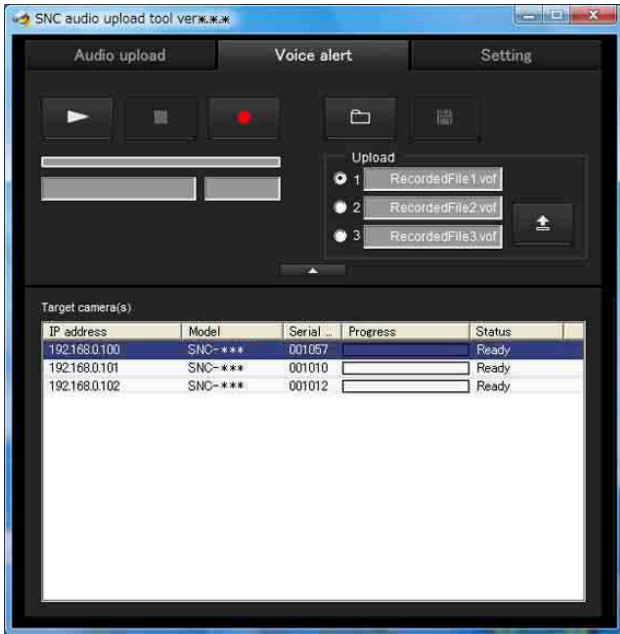 SNC audio upload tool ver*.*.*
Audio upload Voice alert Setting
Upload
1 RecordedFile1.vof
2 RecordedFile2.vof
3 RecordedFile3.vof
Target camera(s)
IP address Model Serial ... Progress Status
192.168.0.100 SNC-*** 001057 Ready
192.168.0.101 SNC-*** 001010 Ready
192.168.0.102 SNC-*** 001012 Ready